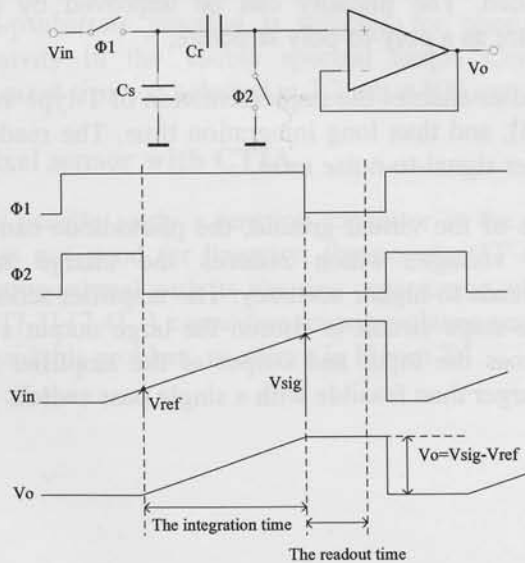 Vin
Φ1
Cr
Cs
Φ2
Vo
Φ1
Φ2
Vin
Vref
Vsig
Vo
Vo=Vsig-Vref
The integration time
The readout time